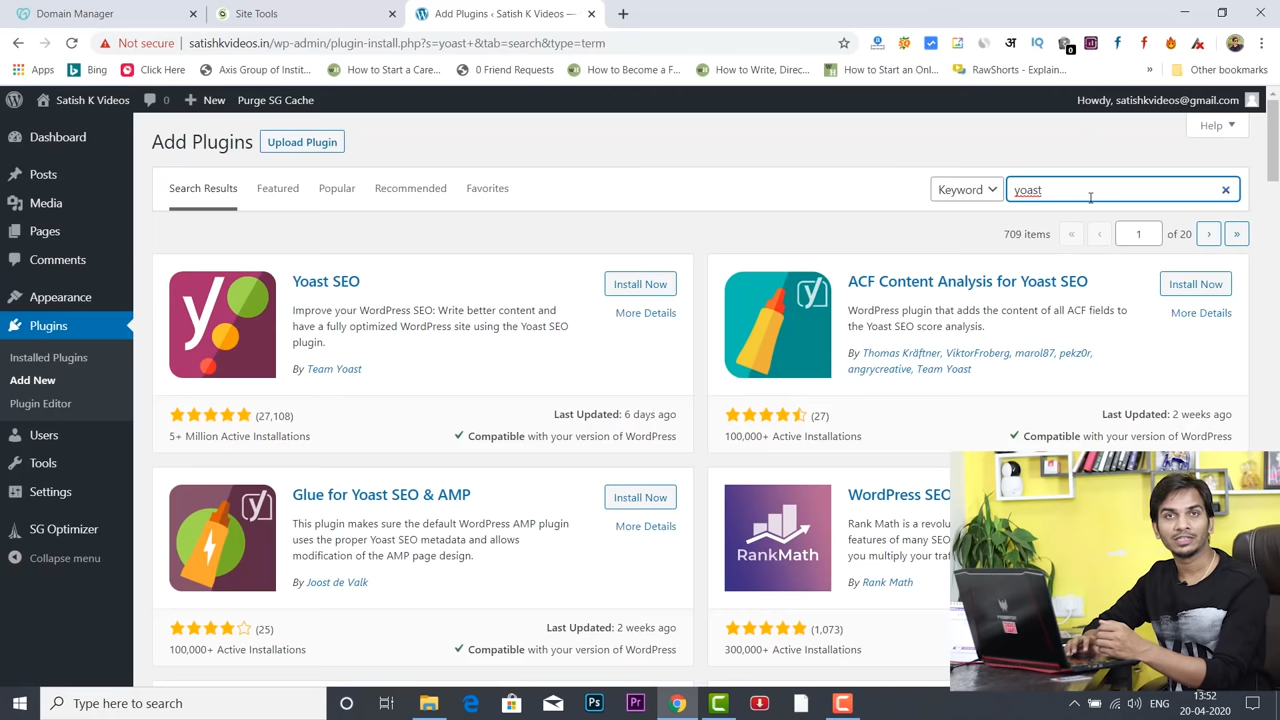 Domain Manager
Site Tools
Add Plugins ‹ Satish K Videos —
Not secure
satishkvideos.in/wp-admin/plugin-install.php?s=yoast+&tab=search&type=term
Apps
Bing
Click Here
Axis Group of Instit...
How to Start a Care...
0 Friend Requests
How to Become a F...
How to Write, Direc...
How to Start an Onl...
RawShorts - Explain...
»
Other bookmarks
Satish K Videos
0
New
Purge SG Cache
Howdy, satishkvideos@gmail.com
Dashboard
Posts
Media
Pages
Comments
Appearance
Plugins
Installed Plugins
Add New
Plugin Editor
Users
Tools
Settings
SG Optimizer
Collapse menu
Help
Add Plugins
Upload Plugin
Search Results
Featured
Popular
Recommended
Favorites
Keyword
yoast
709 items
«
‹
1
of 20
›
»
Yoast SEO
Install Now
More Details
Improve your WordPress SEO: Write better content and
have a fully optimized WordPress site using the Yoast SEO
plugin.
By Team Yoast
(27,108)
Last Updated: 6 days ago
5+ Million Active Installations
Compatible with your version of WordPress
ACF Content Analysis for Yoast SEO
Install Now
More Details
WordPress plugin that adds the content of all ACF fields to
the Yoast SEO score analysis.
By Thomas Kräftner, ViktorFroberg, marol87, pekz0r,
angrycreative, Team Yoast
(27)
Last Updated: 2 weeks ago
100,000+ Active Installations
Compatible with your version of WordPress
Glue for Yoast SEO & AMP
Install Now
More Details
This plugin makes sure the default WordPress AMP plugin
uses the proper Yoast SEO metadata and allows
modification of the AMP page design.
By Joost de Valk
(25)
Last Updated: 2 weeks ago
100,000+ Active Installations
Compatible with your version of WordPress
RankMath
WordPress SEO
Rank Math is a
features of many SEO
you multiply your
By Rank Math
(1,073)
300,000+ Active Installations
Type here to search
Ps
Pr
ENG
13:52
20-04-2020